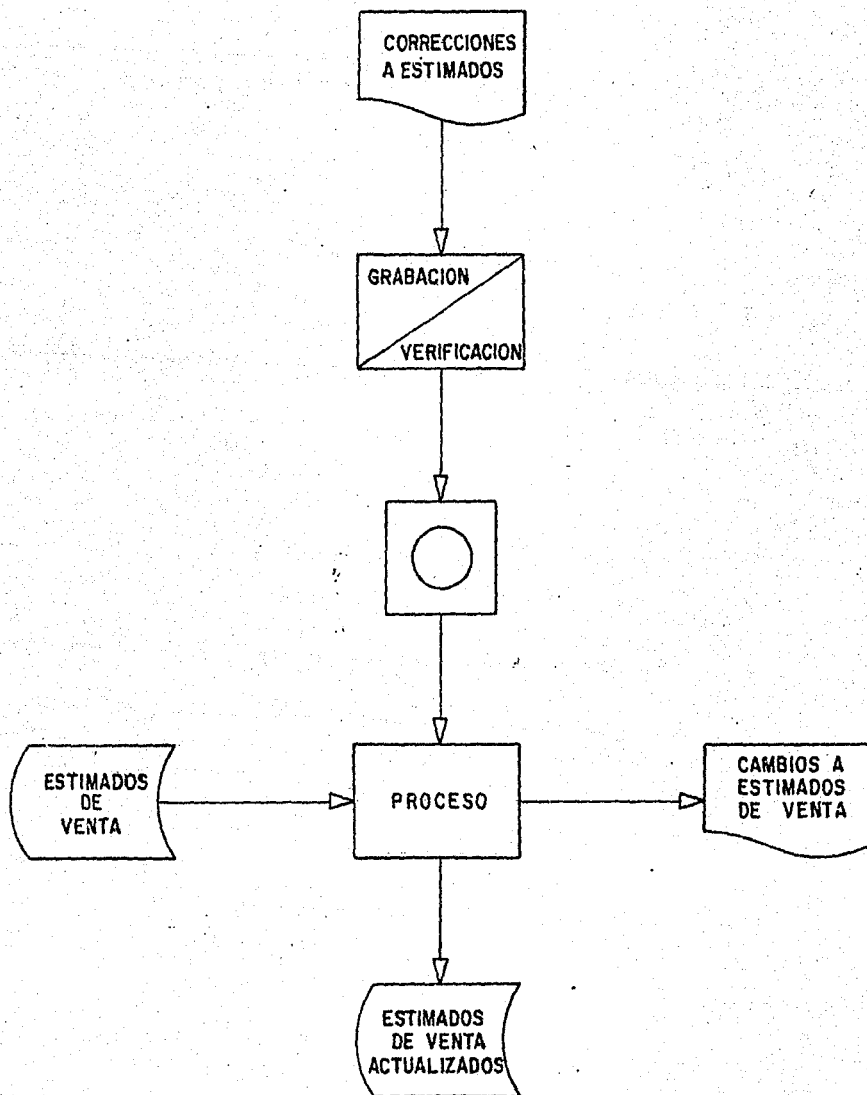 CORRECCIONES
A ESTIMADOS
GRABACION
VERIFICACION
ESTIMADOS
DE
VENTA
PROCESO
CAMBIOS A
ESTIMADOS
DE VENTA
ESTIMADOS
DE VENTA
ACTUALIZADOS